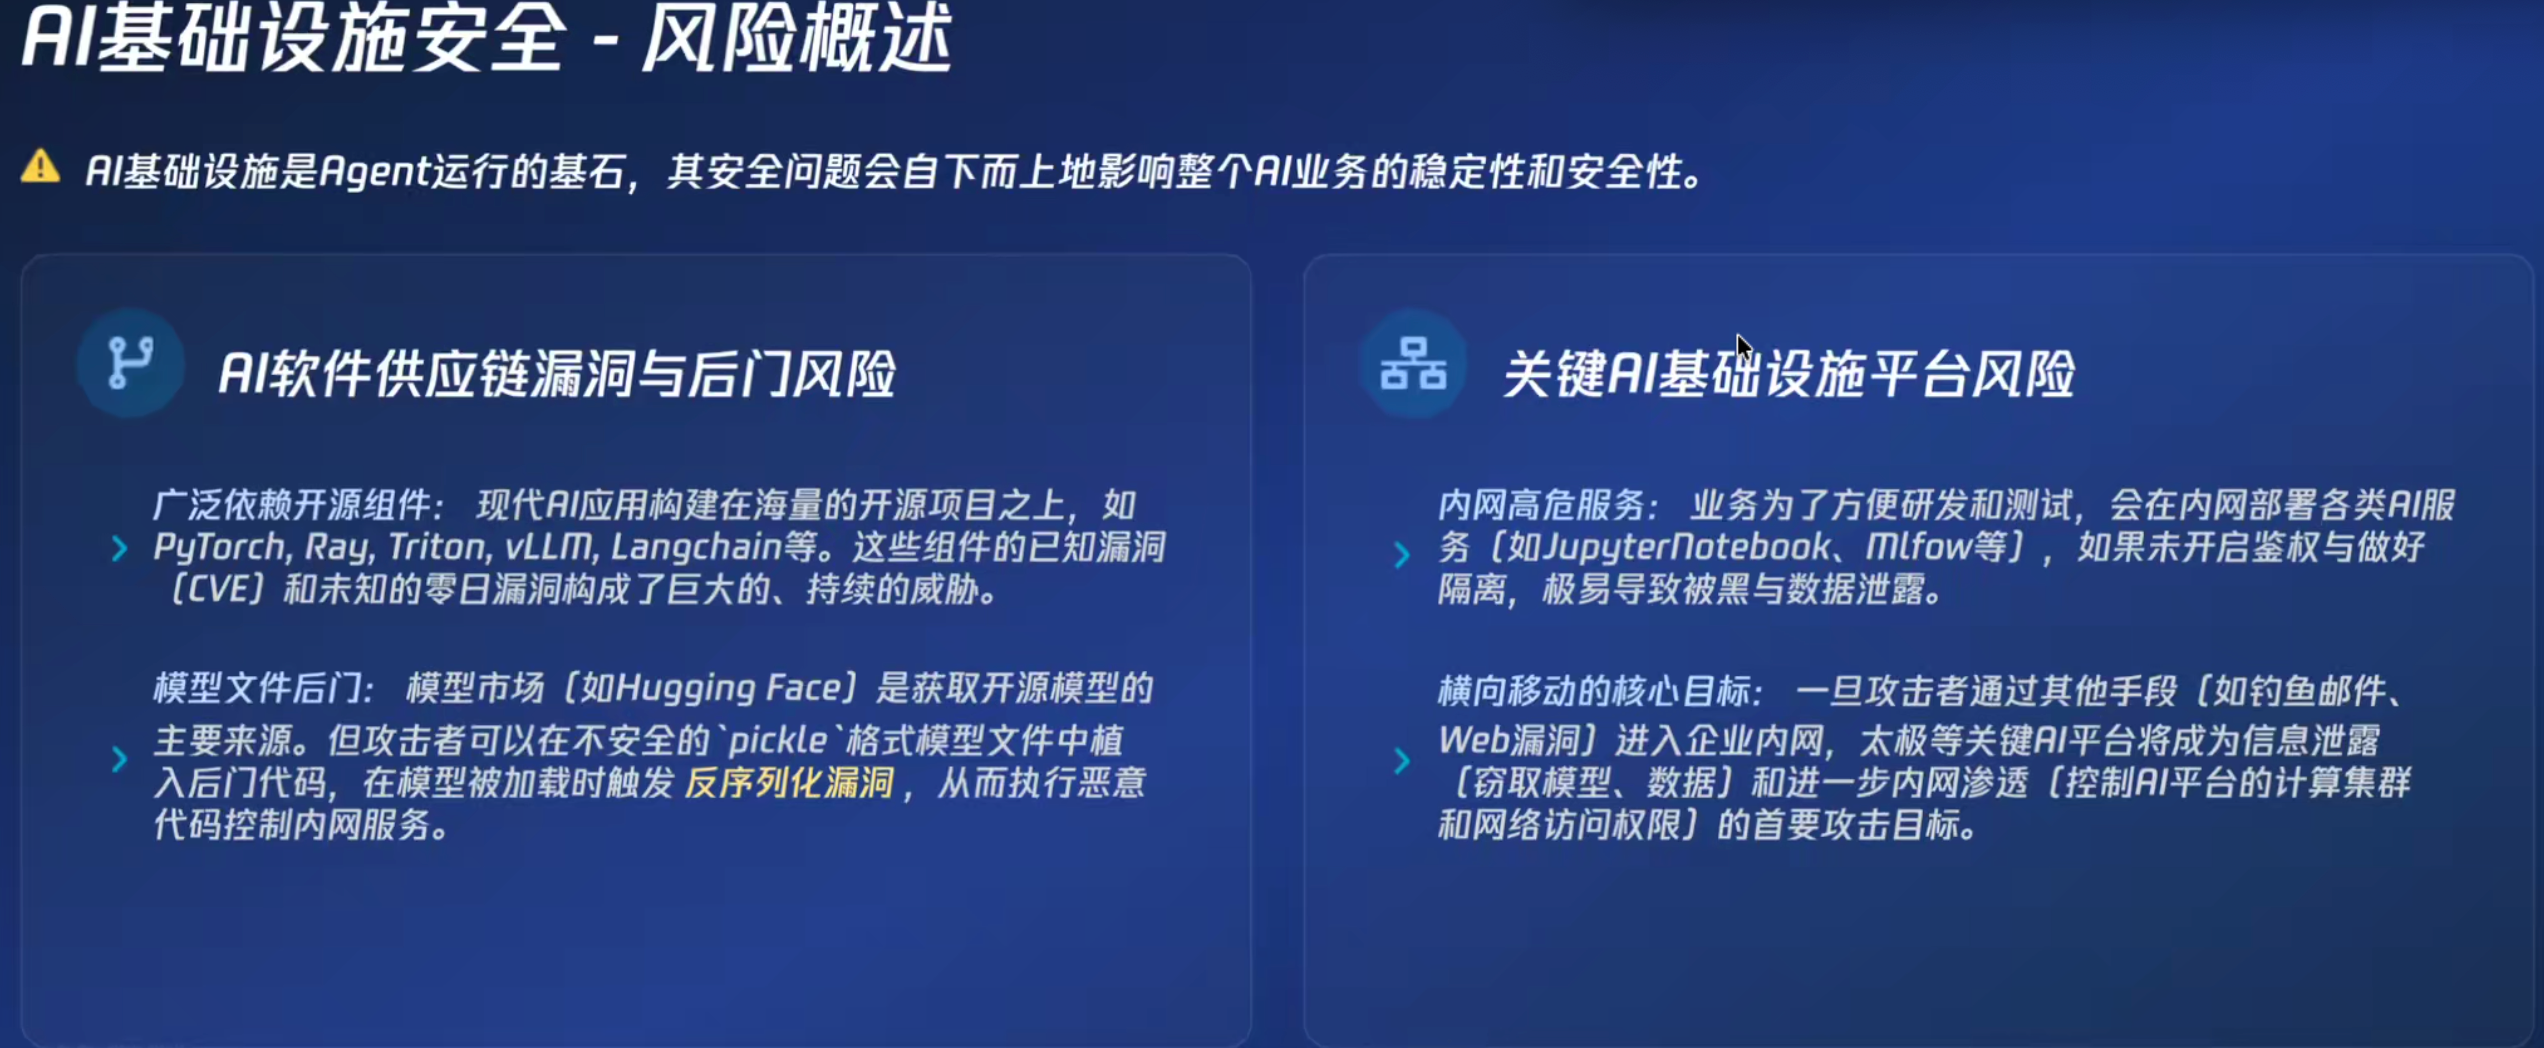 AI基础设施安全 - 风险概述
AI基础设施是Agent运行的基石，其安全问题会自下而上地影响整个AI业务的稳定性和安全性。
AI软件供应链漏洞与后门风险
广泛依赖开源组件： 现代AI应用构建在海量的开源项目之上，如
PyTorch, Ray, Triton, vLLM, Langchain等。这些组件的已知漏洞
（CVE）和未知的零日漏洞构成了巨大的、持续的威胁。
模型文件后门： 模型市场（如Hugging Face）是获取开源模型的
主要来源。但攻击者可以在不安全的`pickle`格式模型文件中植
入后门代码，在模型被加载时触发 反序列化漏洞 ，从而执行恶意
代码控制内网服务。
关键AI基础设施平台风险
内网高危服务： 业务为了方便研发和测试，会在内网部署各类AI服
务（如JupyterNotebook、Mlfow等），如果未开启鉴权与做好
隔离，极易导致被黑与数据泄露。
横向移动的核心目标： 一旦攻击者通过其他手段（如钓鱼邮件、
Web漏洞）进入企业内网，太极等关键AI平台将成为信息泄露
（窃取模型、数据）和进一步内网渗透（控制AI平台的计算集群
和网络访问权限）的首要攻击目标。